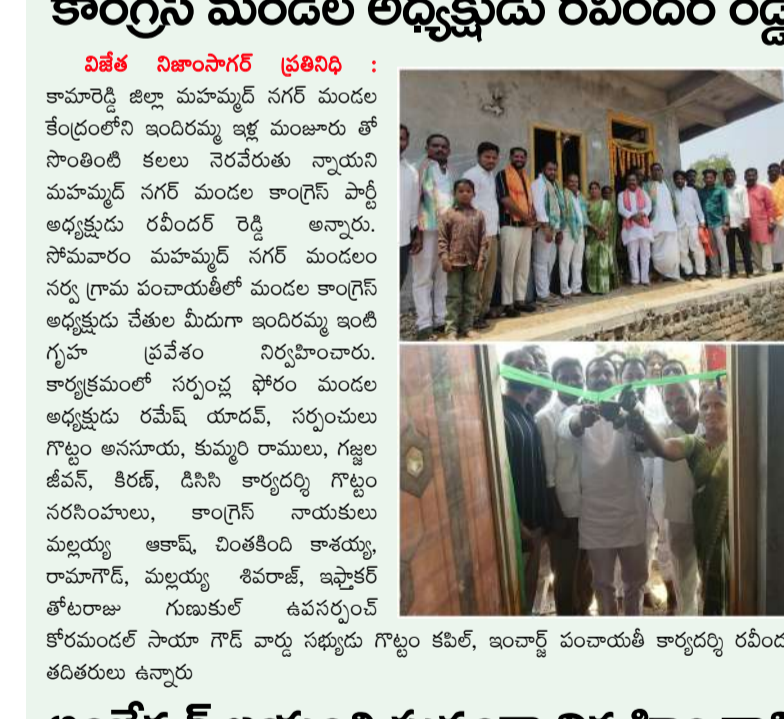 కాంగ్రెస్ మండల అధ్యక్షుడు రవీందర్ రెడ్డి
విజేత నిజాంసాగర్ ప్రతినిధి :
కామారెడ్డి జిల్లా మహమ్మద్ నగర్ మండల
కేంద్రంలోని ఇందిరమ్మ ఇళ్ల మంజూరు తో
సొంతింటి కలలు నెరవేరుతు న్నాయని
మహమ్మద్ నగర్ మండల కాంగ్రెస్ పార్టీ
అధ్యక్షుడు రవీందర్ రెడ్డి అన్నారు.
సోమవారం మహమ్మద్ నగర్ మండలం
నర్వ గ్రామ పంచాయతీలో మండల కాంగ్రెస్
అధ్యక్షుడు చేతుల మీదుగా ఇందిరమ్మ ఇంటి
గృహ ప్రవేశం నిర్వహించారు.
కార్యక్రమంలో సర్పంచ్ల ఫోరం మండల
అధ్యక్షుడు రమేష్ యాదవ్, సర్పంచులు
గొట్టం అనసూయ, కుమ్మరి రాములు, గజ్జల
జీవన్, కిరణ్, డిసిసి కార్యదర్శి గొట్టం
నరసింహులు, కాంగ్రెస్ నాయకులు
మల్లయ్య ఆకాష్, చింతకింది కాశయ్య,
రామాగౌడ్, మల్లయ్య శివరాజ్, ఇఫ్తాకర్
తోటరాజు గుణుకుల్ ఉపసర్పంచ్
కోరమండల్ సాయా గౌడ్ వార్డు సభ్యుడు గొట్టం కపిల్, ఇంచార్జ్ పంచాయతీ కార్యదర్శి
తదితరులు ఉన్నారు